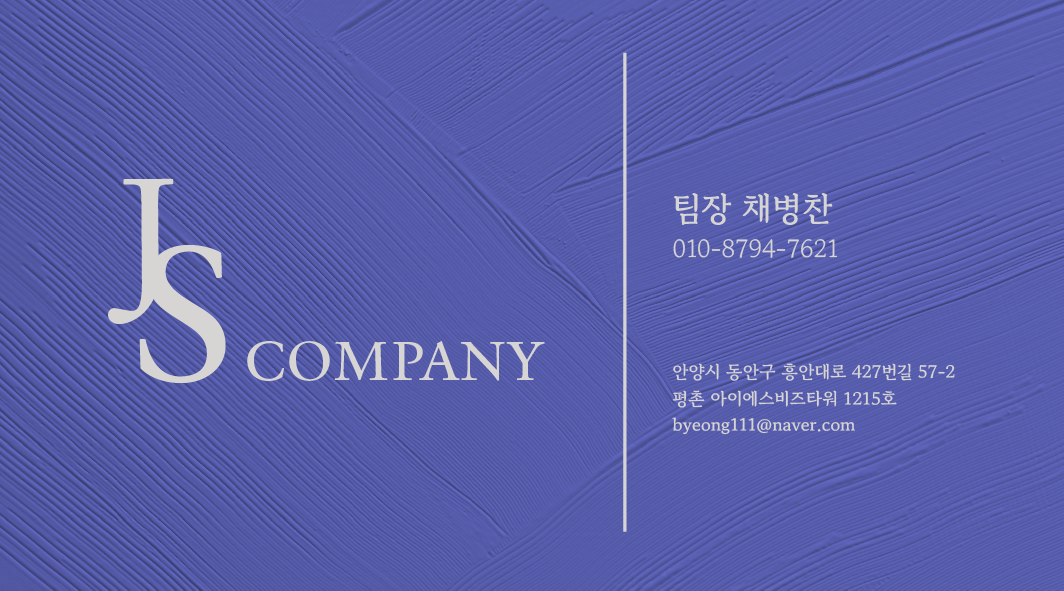 JS COMPANY
팀장 채병찬
010-8794-7621
안양시 동안구 흥안대로 427번길 57-2
평촌 아이에스비즈타워 1215호
byeong111@naver.com